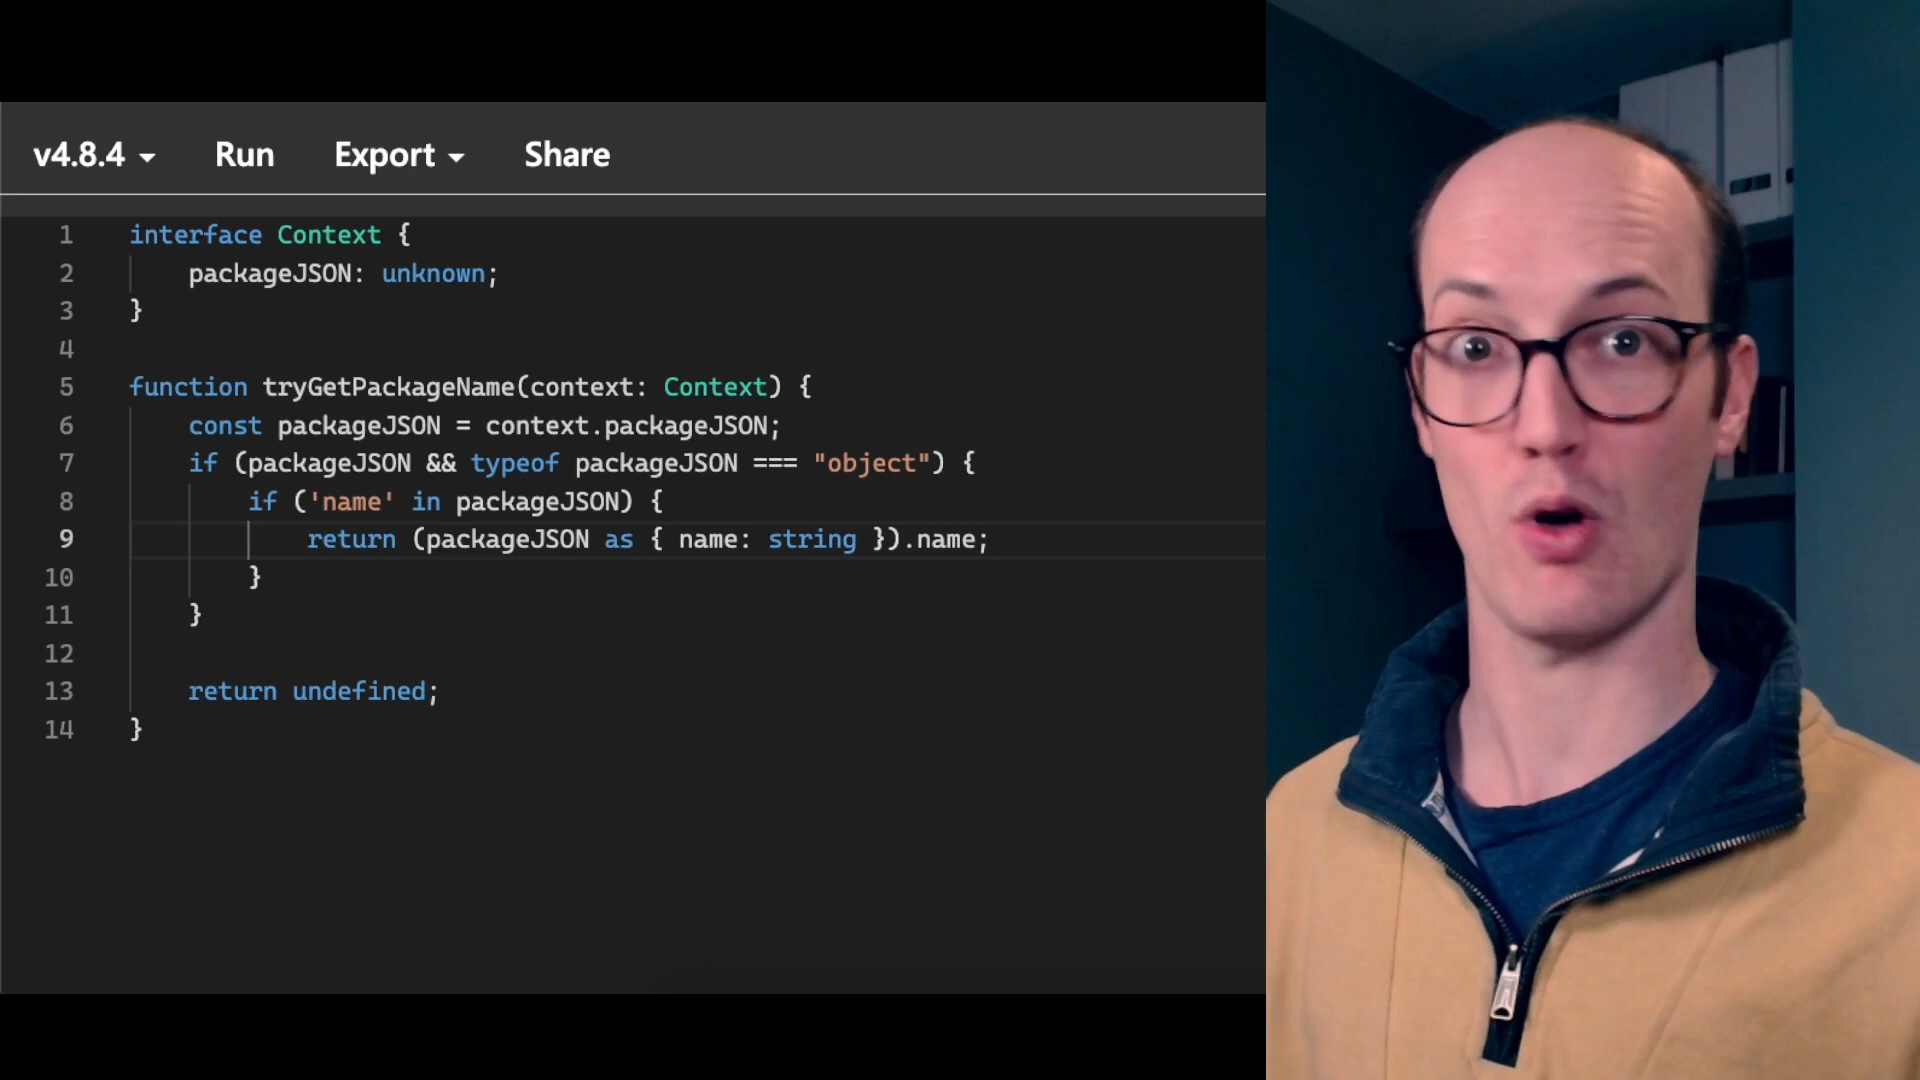 v4.8.4 Run Export Share
1 interface Context {
2 packageJSON: unknown;
3 }
4
5 function tryGetPackageName(context: Context) {
6 const packageJSON = context.packageJSON;
7 if (packageJSON && typeof packageJSON === "object") {
8 if ('name' in packageJSON) {
9 return (packageJSON as { name: string }).name;
10 }
11 }
12
13 return undefined;
14 }